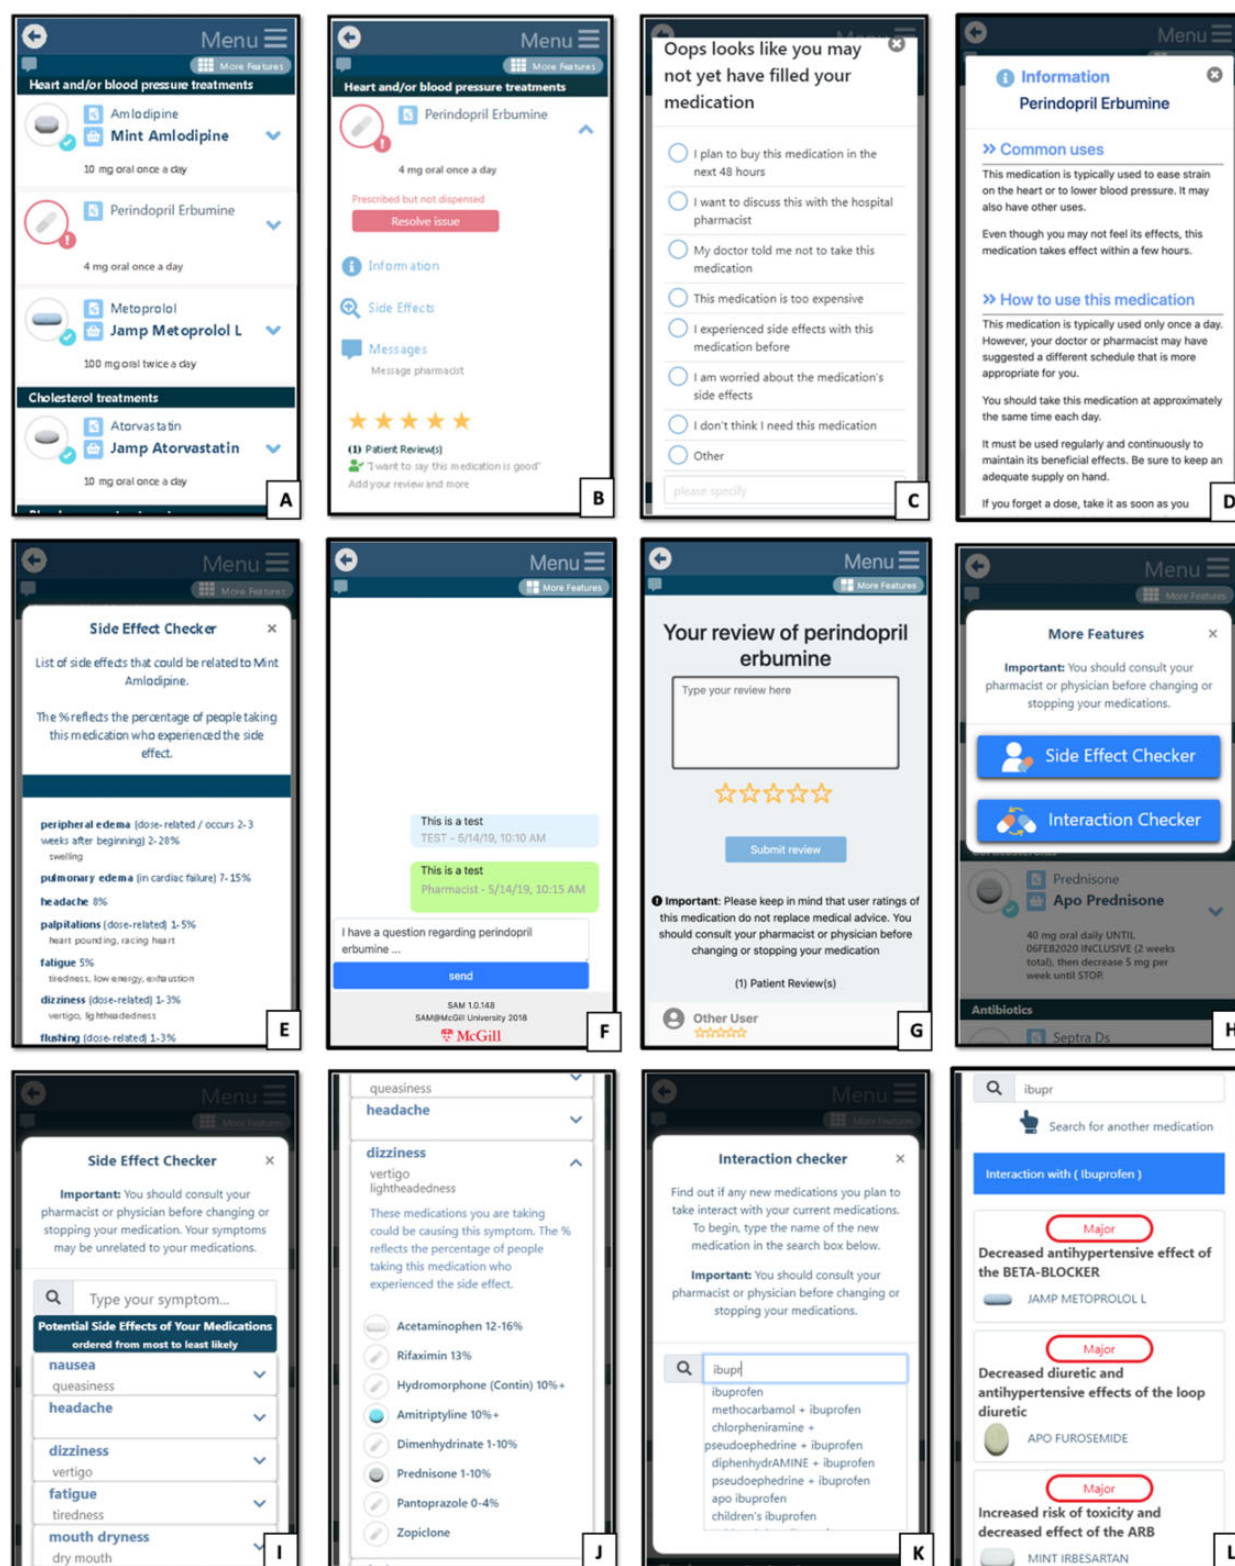 Menu
More Features
Heart and/or blood pressure treatments
Amlodipine
Mint Amlodipine
10 mg oral once a day
Perindopril Erbumine
4 mg oral once a day
Metoprolol
Jamp Metoprolol L
100 mg oral twice a day
Cholesterol treatments
Atorvastatin
Jamp Atorvastatin
10 mg oral once a day
A
Menu
More Features
Heart and/or blood pressure treatments
Perindopril Erbumine
4 mg oral once a day
Prescribed but not dispensed
Resolve issue
Information
Side Effects
Messages
Message pharmacist
(1) Patient Review(s)
"I want to say this medication is good"
Add your review and more
B
Oops looks like you may
not yet have filled your
medication
I plan to buy this medication in the
next 48 hours
I want to discuss this with the hospital
pharmacist
My doctor told me not to take this
medication
This medication is too expensive
I experienced side effects with this
medication before
I am worried about the medication's
side effects
I don't think I need this medication
Other
please specify
C
Menu
Information
Perindopril Erbumine
>> Common uses
This medication is typically used to ease strain
on the heart or to lower blood pressure. It may
also have other uses.
Even though you may not feel its effects, this
medication takes effect within a few hours.
>> How to use this medication
This medication is typically used only once a day.
However, your doctor or pharmacist may have
suggested a different schedule that is more
appropriate for you.
You should take this medication at approximately
the same time each day.
It must be used regularly and continuously to
maintain its beneficial effects. Be sure to keep an
adequate supply on hand.
If you forget a dose, take it as soon as you
D
Menu
More Features
Side Effect Checker ×
List of side effects that could be related to Mint
Amlodipine.
The % reflects the percentage of people taking
this medication who experienced the side
effect.
peripheral edema (dose-related / occurs 2-3
weeks after beginning) 2-28%
swelling
pulmonary edema (in cardiac failure) 7-15%
headache 8%
palpitations (dose-related) 1-5%
heart pounding, racing heart
fatigue 5%
tiredness, low energy, exhaustion
dizziness (dose-related) 1-3%
vertigo, lightheadedness
flushing (dose-related) 1-3%
E
Menu
More Features
This is a test
TEST - 5/14/19, 10:10 AM
This is a test
Pharmacist - 5/14/19, 10:15 AM
I have a question regarding perindopril
erbumine ...
send
SAM 1.0.148
SAM@McGill University 2018
McGill
F
Menu
More Features
Your review of perindopril
erbumine
Type your review here
Submit review
Important: Please keep in mind that user ratings of
this medication do not replace medical advice. You
should consult your pharmacist or physician before
changing or stopping your medication
(1) Patient Review(s)
Other User
G
Menu
More Features
More Features ×
Important: You should consult your
pharmacist or physician before changing or
stopping your medications.
Side Effect Checker
Interaction Checker
Corticosteroids
Prednisone
Apo Prednisone
40 mg oral daily UNTIL
06FEB2020 INCLUSIVE (2 weeks
total), then decrease 5 mg per
week until STOP.
Antibiotics
Septra Ds
H
Menu
More Features
Side Effect Checker ×
Important: You should consult your
pharmacist or physician before changing or
stopping your medication. Your symptoms
may be unrelated to your medications.
Type your symptom...
Potential Side Effects of Your Medications
ordered from most to least likely
nausea
queasiness
headache
dizziness
vertigo
fatigue
tiredness
mouth dryness
dry mouth
I
queasiness
headache
dizziness
vertigo
lightheadedness
These medications you are taking
could be causing this symptom. The %
reflects the percentage of people
taking this medication who
experienced the side effect.
Acetaminophen 12-16%
Rifaximin 13%
Hydromorphone (Contin) 10%+
Amitriptyline 10%+
Dimenhydrinate 1-10%
Prednisone 1-10%
Pantoprazole 0-4%
Zopiclone
J
Menu
More Features
Interaction checker ×
Find out if any new medications you plan to
take interact with your current medications.
To begin, type the name of the new
medication in the search box below.
Important: You should consult your
pharmacist or physician before changing or
stopping your medications.
ibupr
ibuprofen
methocarbamol + ibuprofen
chlorpheniramine +
pseudoephedrine + ibuprofen
diphenhydrAMINE + ibuprofen
pseudoephedrine + ibuprofen
apo ibuprofen
children's ibuprofen
K
ibupr
Search for another medication
Interaction with ( Ibuprofen )
Major
Decreased antihypertensive effect of
the BETA-BLOCKER
JAMP METOPROLOL L
Major
Decreased diuretic and
antihypertensive effects of the loop
diuretic
APO FUROSEMIDE
Major
Increased risk of toxicity and
decreased effect of the ARB
MINT IRBESARTAN
L